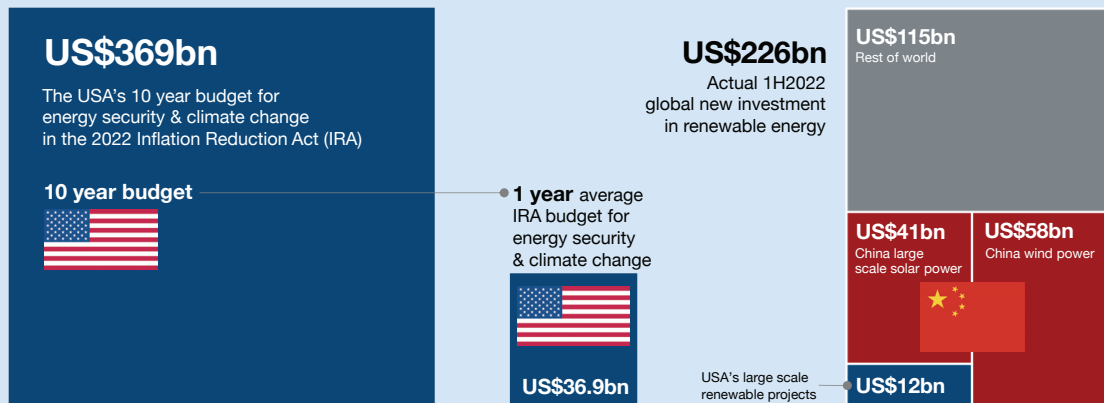 US$369bn
The USA's 10 year budget for
energy security & climate change
in the 2022 Inflation Reduction Act (IRA)
10 year budget
1 year average
IRA budget for
energy security
& climate change
US$36.9bn
US$226bn
Actual 1H2022
global new investment
in renewable energy
US$115bn
Rest of world
US$41bn
China large
scale solar power
US$58bn
China wind power
USA's large scale
renewable projects
US$12bn